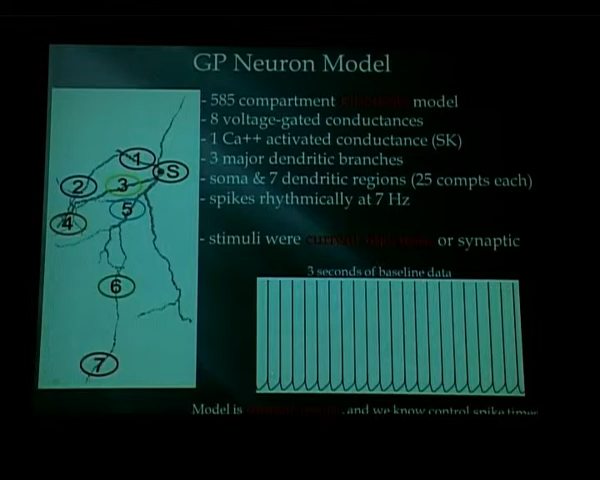 GP Neuron Model
- 585 compartment model
- 8 voltage-gated conductances
- 1 Ca++ activated conductance (SK)
- 3 major dendritic branches
- soma & 7 dendritic regions (25 compts each)
- spikes rhythmically at 7 Hz
- stimuli were or synaptic
1
S
2
3
4
5
6
7
3 seconds of baseline data
Model is , and we know control spike times